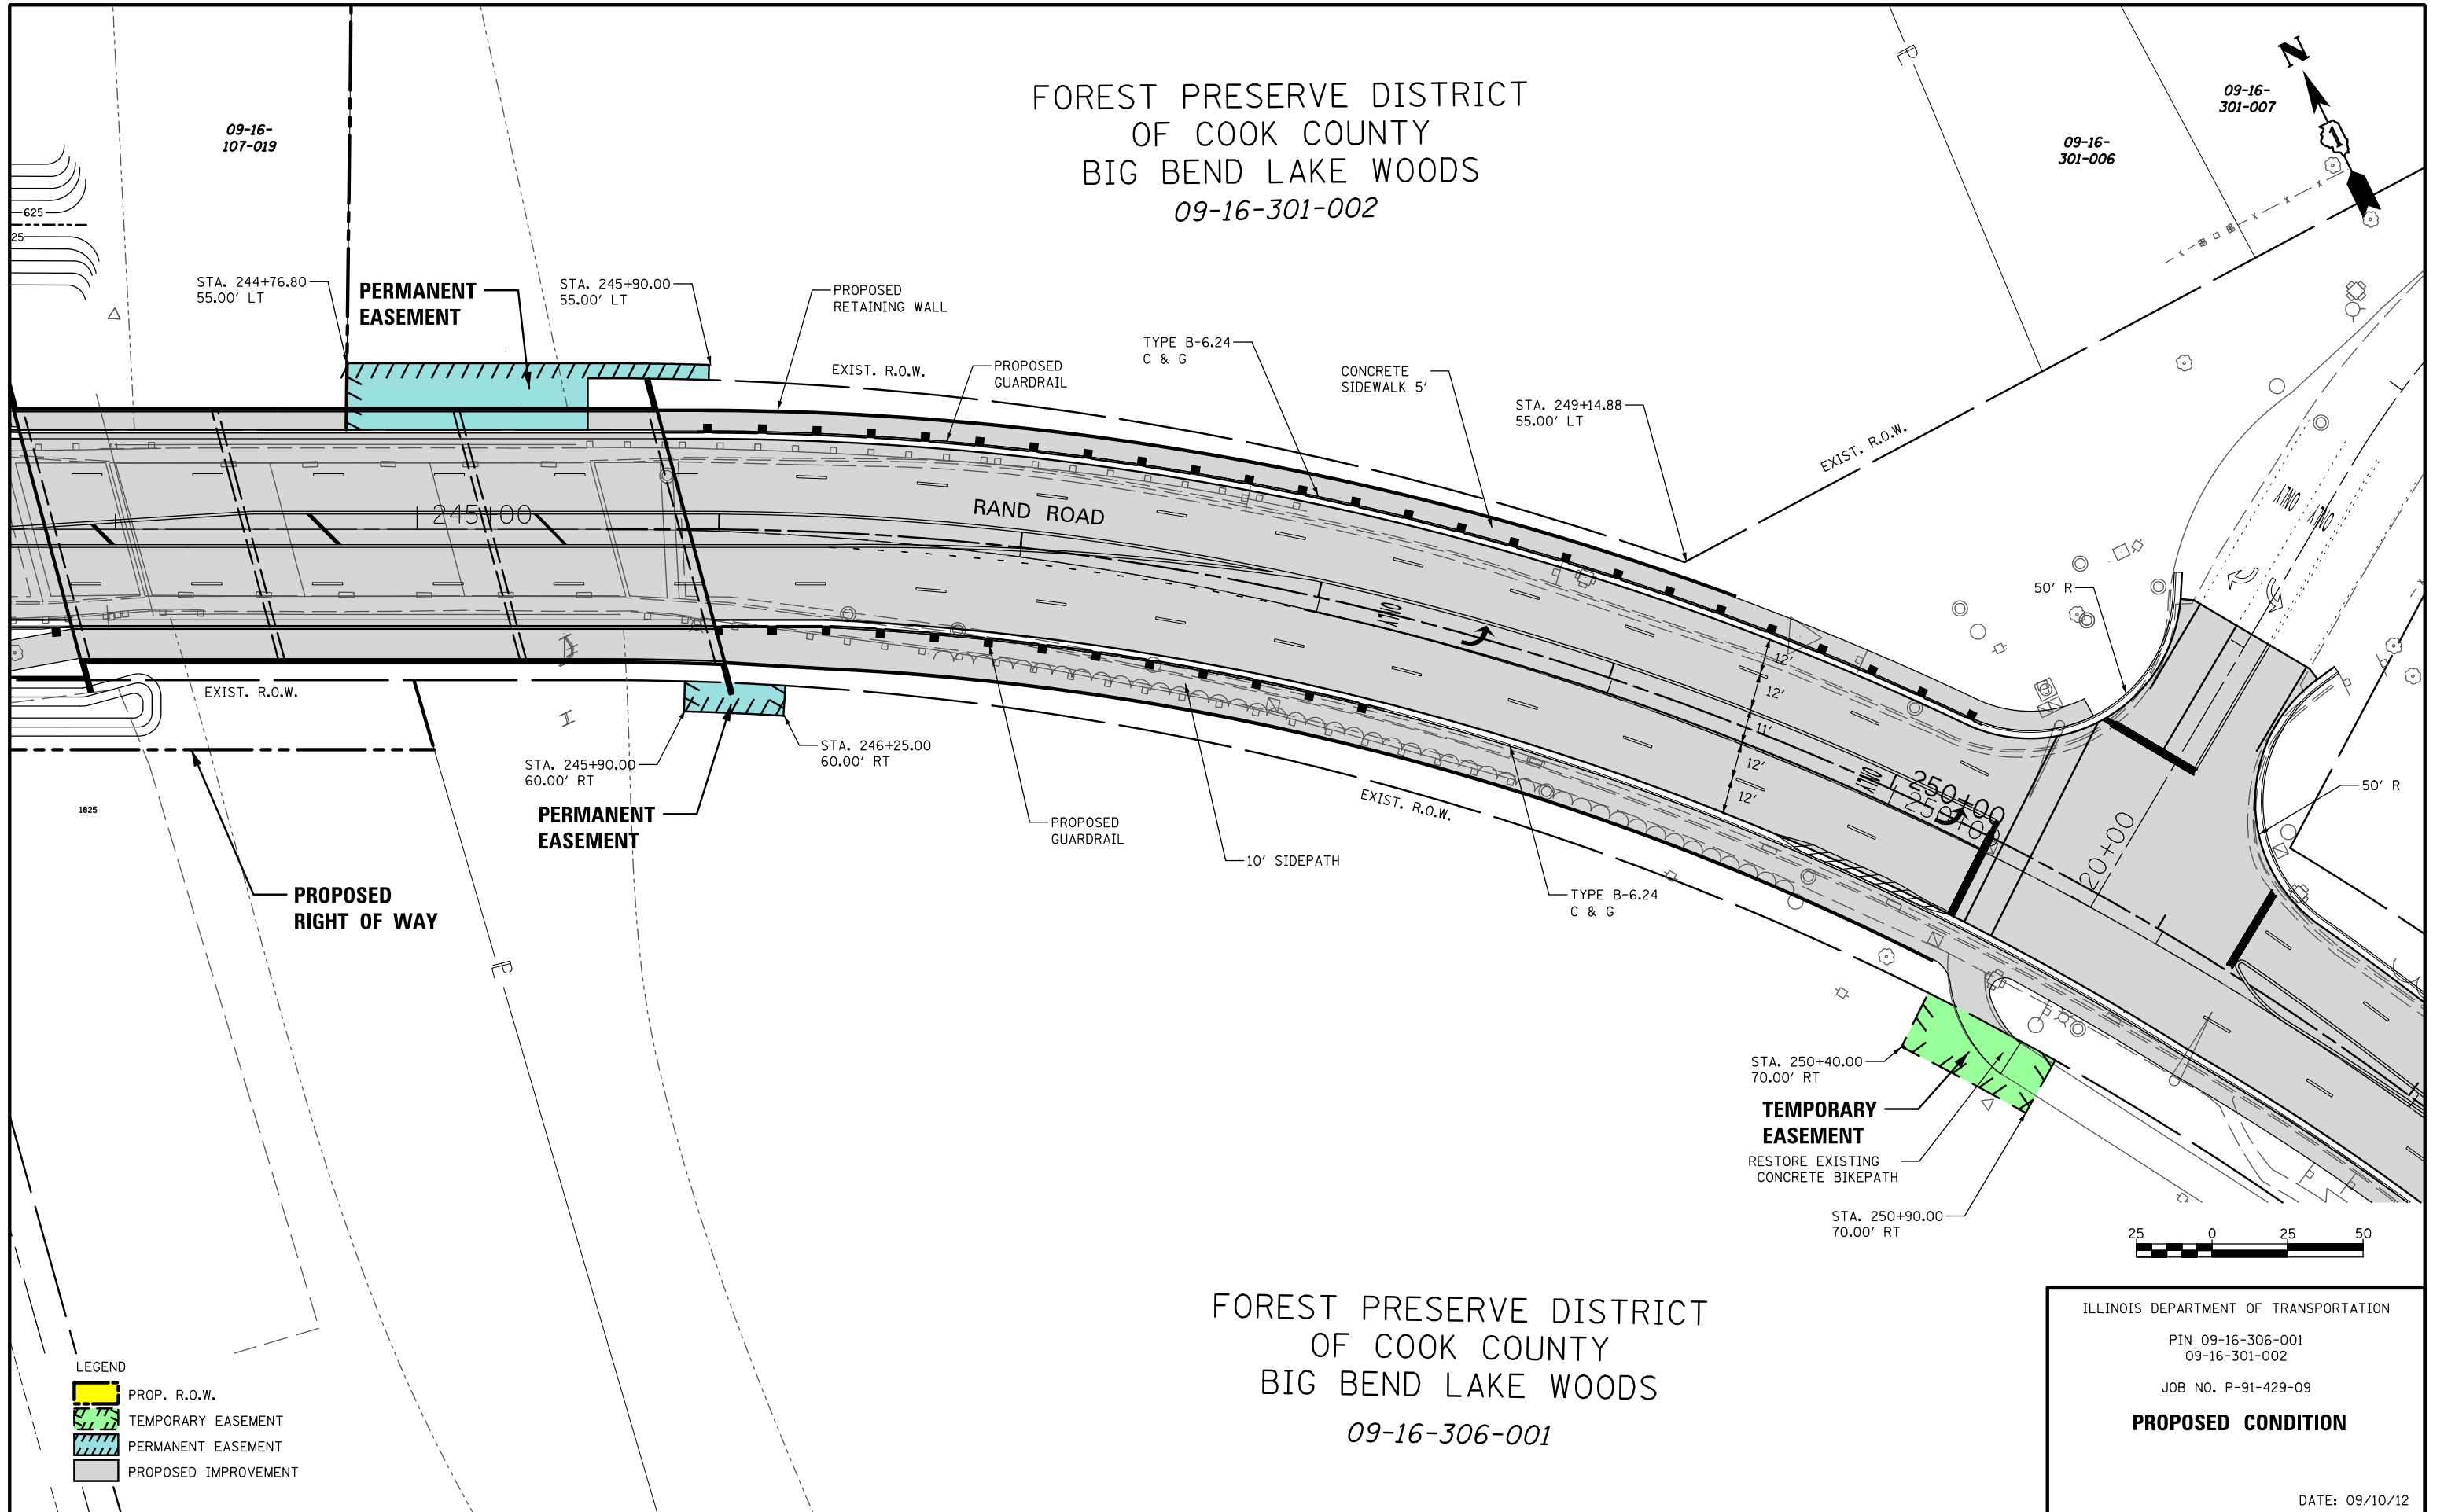 FOREST PRESERVE DISTRICT
OF COOK COUNTY
BIG BEND LAKE WOODS
09-16-301-002
09-16-
107-019
09-16-
301-007
09-16-
301-006
N
1
PL
625
25
STA. 244+76.80
55.00' LT
PERMANENT
EASEMENT
STA. 245+90.00
55.00' LT
PROPOSED
RETAINING WALL
EXIST. R.O.W.
PROPOSED
GUARDRAIL
TYPE B-6.24
C & G
CONCRETE
SIDEWALK 5'
STA. 249+14.88
55.00' LT
EXIST. R.O.W.
ONLY
ONLY
245+00
RAND ROAD
50' R
12'
12'
11'
12'
12'
250+00
250+00
20+00
50' R
EXIST. R.O.W.
STA. 245+90.00
60.00' RT
STA. 246+25.00
60.00' RT
PERMANENT
EASEMENT
PROPOSED
GUARDRAIL
10' SIDEPATH
EXIST. R.O.W.
TYPE B-6.24
C & G
1825
PROPOSED
RIGHT OF WAY
PL
STA. 250+40.00
70.00' RT
TEMPORARY
EASEMENT
RESTORE EXISTING
CONCRETE BIKEPATH
STA. 250+90.00
70.00' RT
25 0 25 50
FOREST PRESERVE DISTRICT
OF COOK COUNTY
BIG BEND LAKE WOODS
09-16-306-001
LEGEND
PROP. R.O.W.
TEMPORARY EASEMENT
PERMANENT EASEMENT
PROPOSED IMPROVEMENT
ILLINOIS DEPARTMENT OF TRANSPORTATION
PIN 09-16-306-001
09-16-301-002
JOB NO. P-91-429-09
PROPOSED CONDITION
DATE: 09/10/12